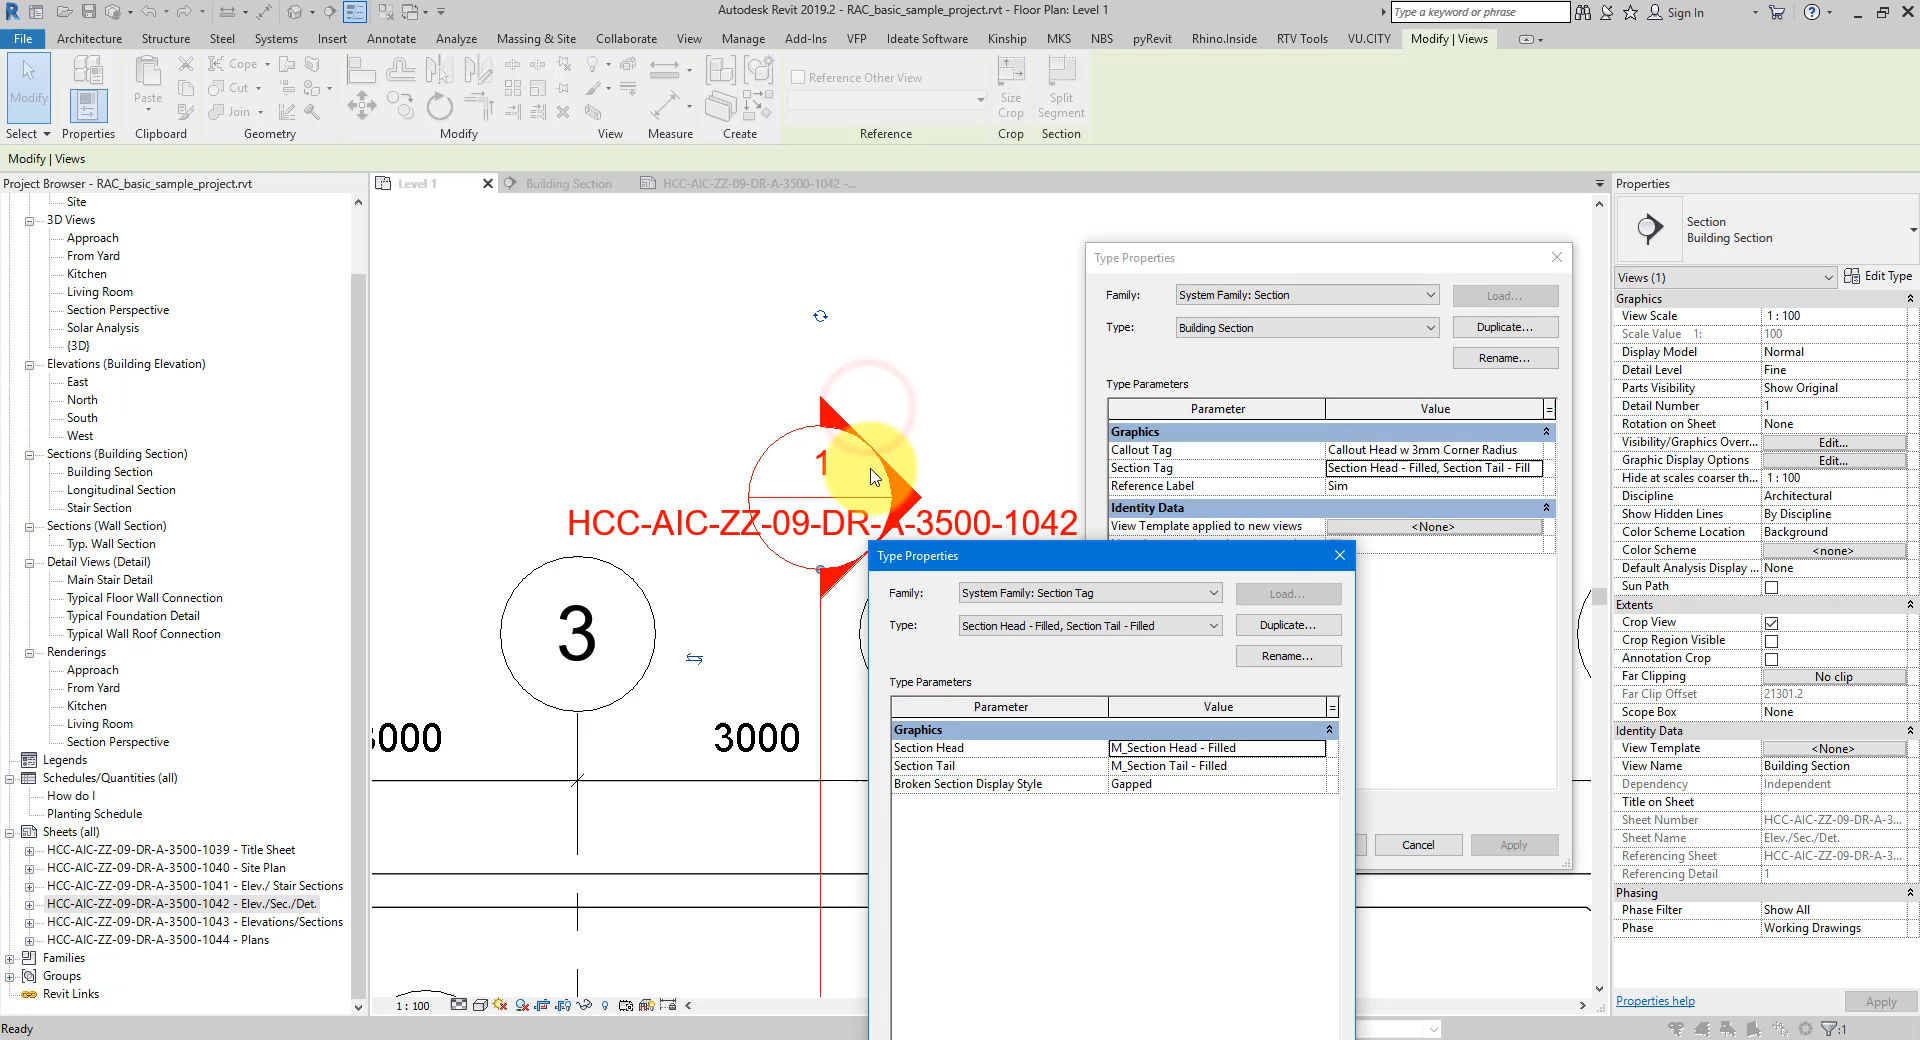 Autodesk Revit 2019.2 - RAC_basic_sample_project.rvt - Floor Plan: Level 1
Type a keyword or phrase
Sign In
File Architecture Structure Steel Systems Insert Annotate Analyze Massing & Site Collaborate View Manage Add-Ins VFP Ideate Software Kinship MKS NBS pyRevit Rhino.Inside RTV Tools VU.CITY Modify | Views
Modify
Paste
Cope
Cut
Join
Reference Other View
Size Crop
Split Segment
Select Properties Clipboard Geometry Modify View Measure Create Reference Crop Section
Modify | Views
Project Browser - RAC_basic_sample_project.rvt
Site
3D Views
Approach
From Yard
Kitchen
Living Room
Section Perspective
Solar Analysis
{3D}
Elevations (Building Elevation)
East
North
South
West
Sections (Building Section)
Building Section
Longitudinal Section
Stair Section
Sections (Wall Section)
Typ. Wall Section
Detail Views (Detail)
Main Stair Detail
Typical Floor Wall Connection
Typical Foundation Detail
Typical Wall Roof Connection
Renderings
Approach
From Yard
Kitchen
Living Room
Section Perspective
Legends
Schedules/Quantities (all)
How do I
Planting Schedule
Sheets (all)
HCC-AIC-ZZ-09-DR-A-3500-1039 - Title Sheet
HCC-AIC-ZZ-09-DR-A-3500-1040 - Site Plan
HCC-AIC-ZZ-09-DR-A-3500-1041 - Elev./ Stair Sections
HCC-AIC-ZZ-09-DR-A-3500-1042 - Elev./Sec./Det.
HCC-AIC-ZZ-09-DR-A-3500-1043 - Elevations/Sections
HCC-AIC-ZZ-09-DR-A-3500-1044 - Plans
Families
Groups
Revit Links
Ready
Level 1
Building Section
HCC-AIC-ZZ-09-DR-A-3500-1042 -...
1
HCC-AIC-ZZ-09-DR-A-3500-1042
3
3000
1 : 100
Type Properties
Family: System Family: Section Load...
Type: Building Section Duplicate...
Rename...
Type Parameters
Parameter Value =
Graphics
Callout Tag Callout Head w 3mm Corner Radius
Section Tag Section Head - Filled, Section Tail - Fill
Reference Label Sim
Identity Data
View Template applied to new views <None>
Cancel Apply
Type Properties
Family: System Family: Section Tag Load...
Type: Section Head - Filled, Section Tail - Filled Duplicate...
Rename...
Type Parameters
Parameter Value =
Graphics
Section Head M_Section Head - Filled
Section Tail M_Section Tail - Filled
Broken Section Display Style Gapped
Properties
Section
Building Section
Views (1) Edit Type
Graphics
View Scale 1 : 100
Scale Value 1: 100
Display Model Normal
Detail Level Fine
Parts Visibility Show Original
Detail Number 1
Rotation on Sheet None
Visibility/Graphics Overr... Edit...
Graphic Display Options Edit...
Hide at scales coarser th... 1 : 100
Discipline Architectural
Show Hidden Lines By Discipline
Color Scheme Location Background
Color Scheme <none>
Default Analysis Display ... None
Sun Path
Extents
Crop View
Crop Region Visible
Annotation Crop
Far Clipping No clip
Far Clip Offset 21301.2
Scope Box None
Identity Data
View Template <None>
View Name Building Section
Dependency Independent
Title on Sheet
Sheet Number HCC-AIC-ZZ-09-DR-A-3...
Sheet Name Elev./Sec./Det.
Referencing Sheet HCC-AIC-ZZ-09-DR-A-3...
Referencing Detail 1
Phasing
Phase Filter Show All
Phase Working Drawings
Properties help Apply
:1